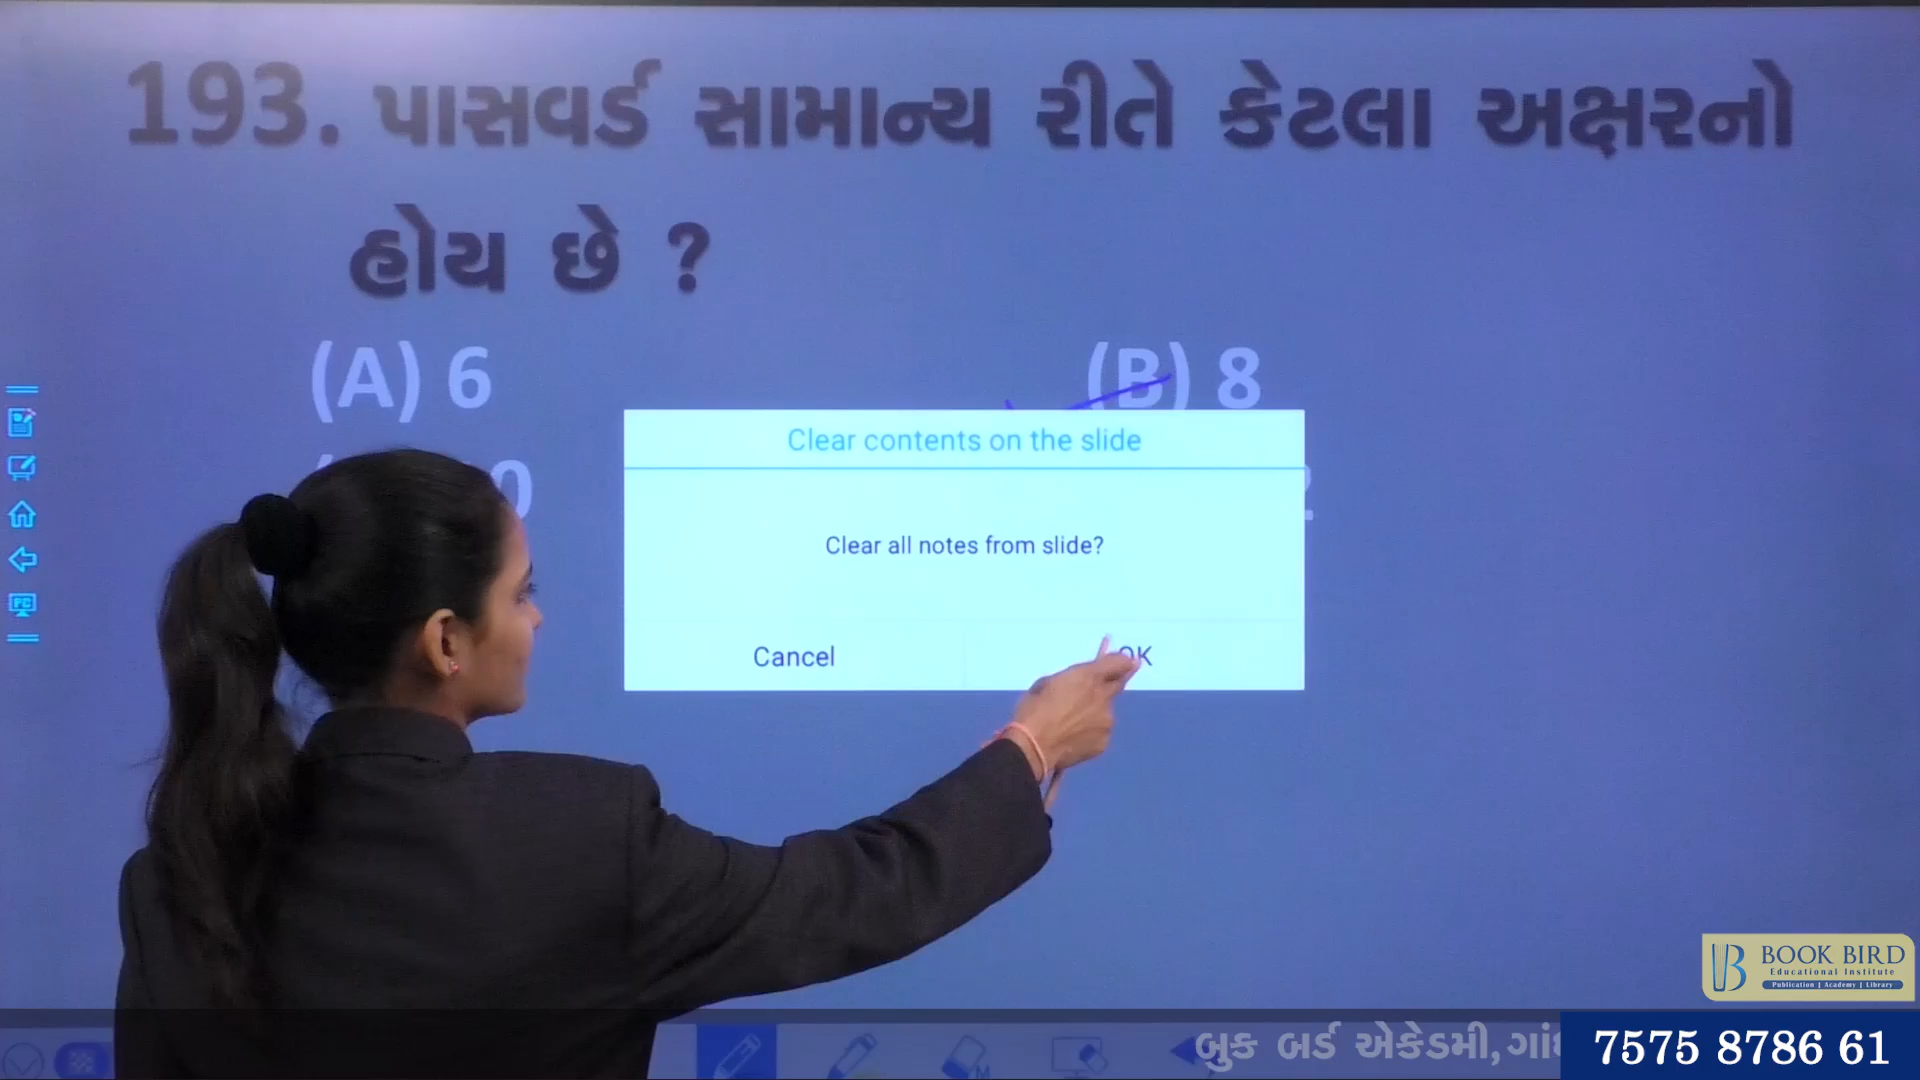 193. પાસવર્ડ સામાન્ય રીતે કેટલા અક્ષરનો
હોય છે ?
(A) 6
(B) 8
Clear contents on the slide
Clear all notes from slide?
Cancel
OK
PC
BOOK BIRD
Educational Institute
Publication | Academy | Library
બુક બર્ડ એકેડમી,
7575 8786 61